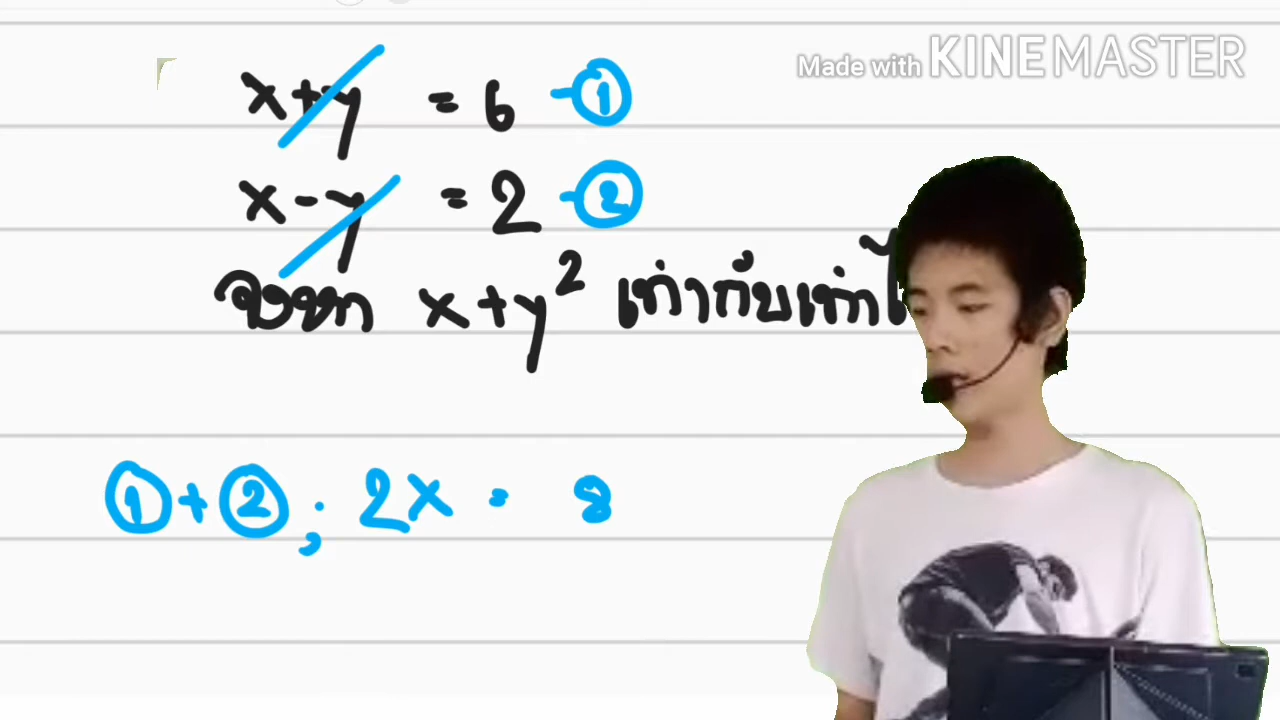 Made with KINEMASTER
x+y = 6 -①
x-y = 2 -②
จงหา x+y² เท่ากับเท่า
①+②; 2x = 8